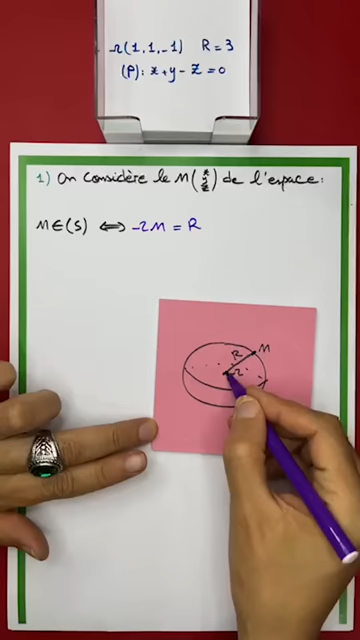 Ω(1,1,-1) R=3
(P): x+y-z=0
1) On considère le M(x y z) de l'espace:
M∈(S) ⟺ ΩM = R
R M
Ω